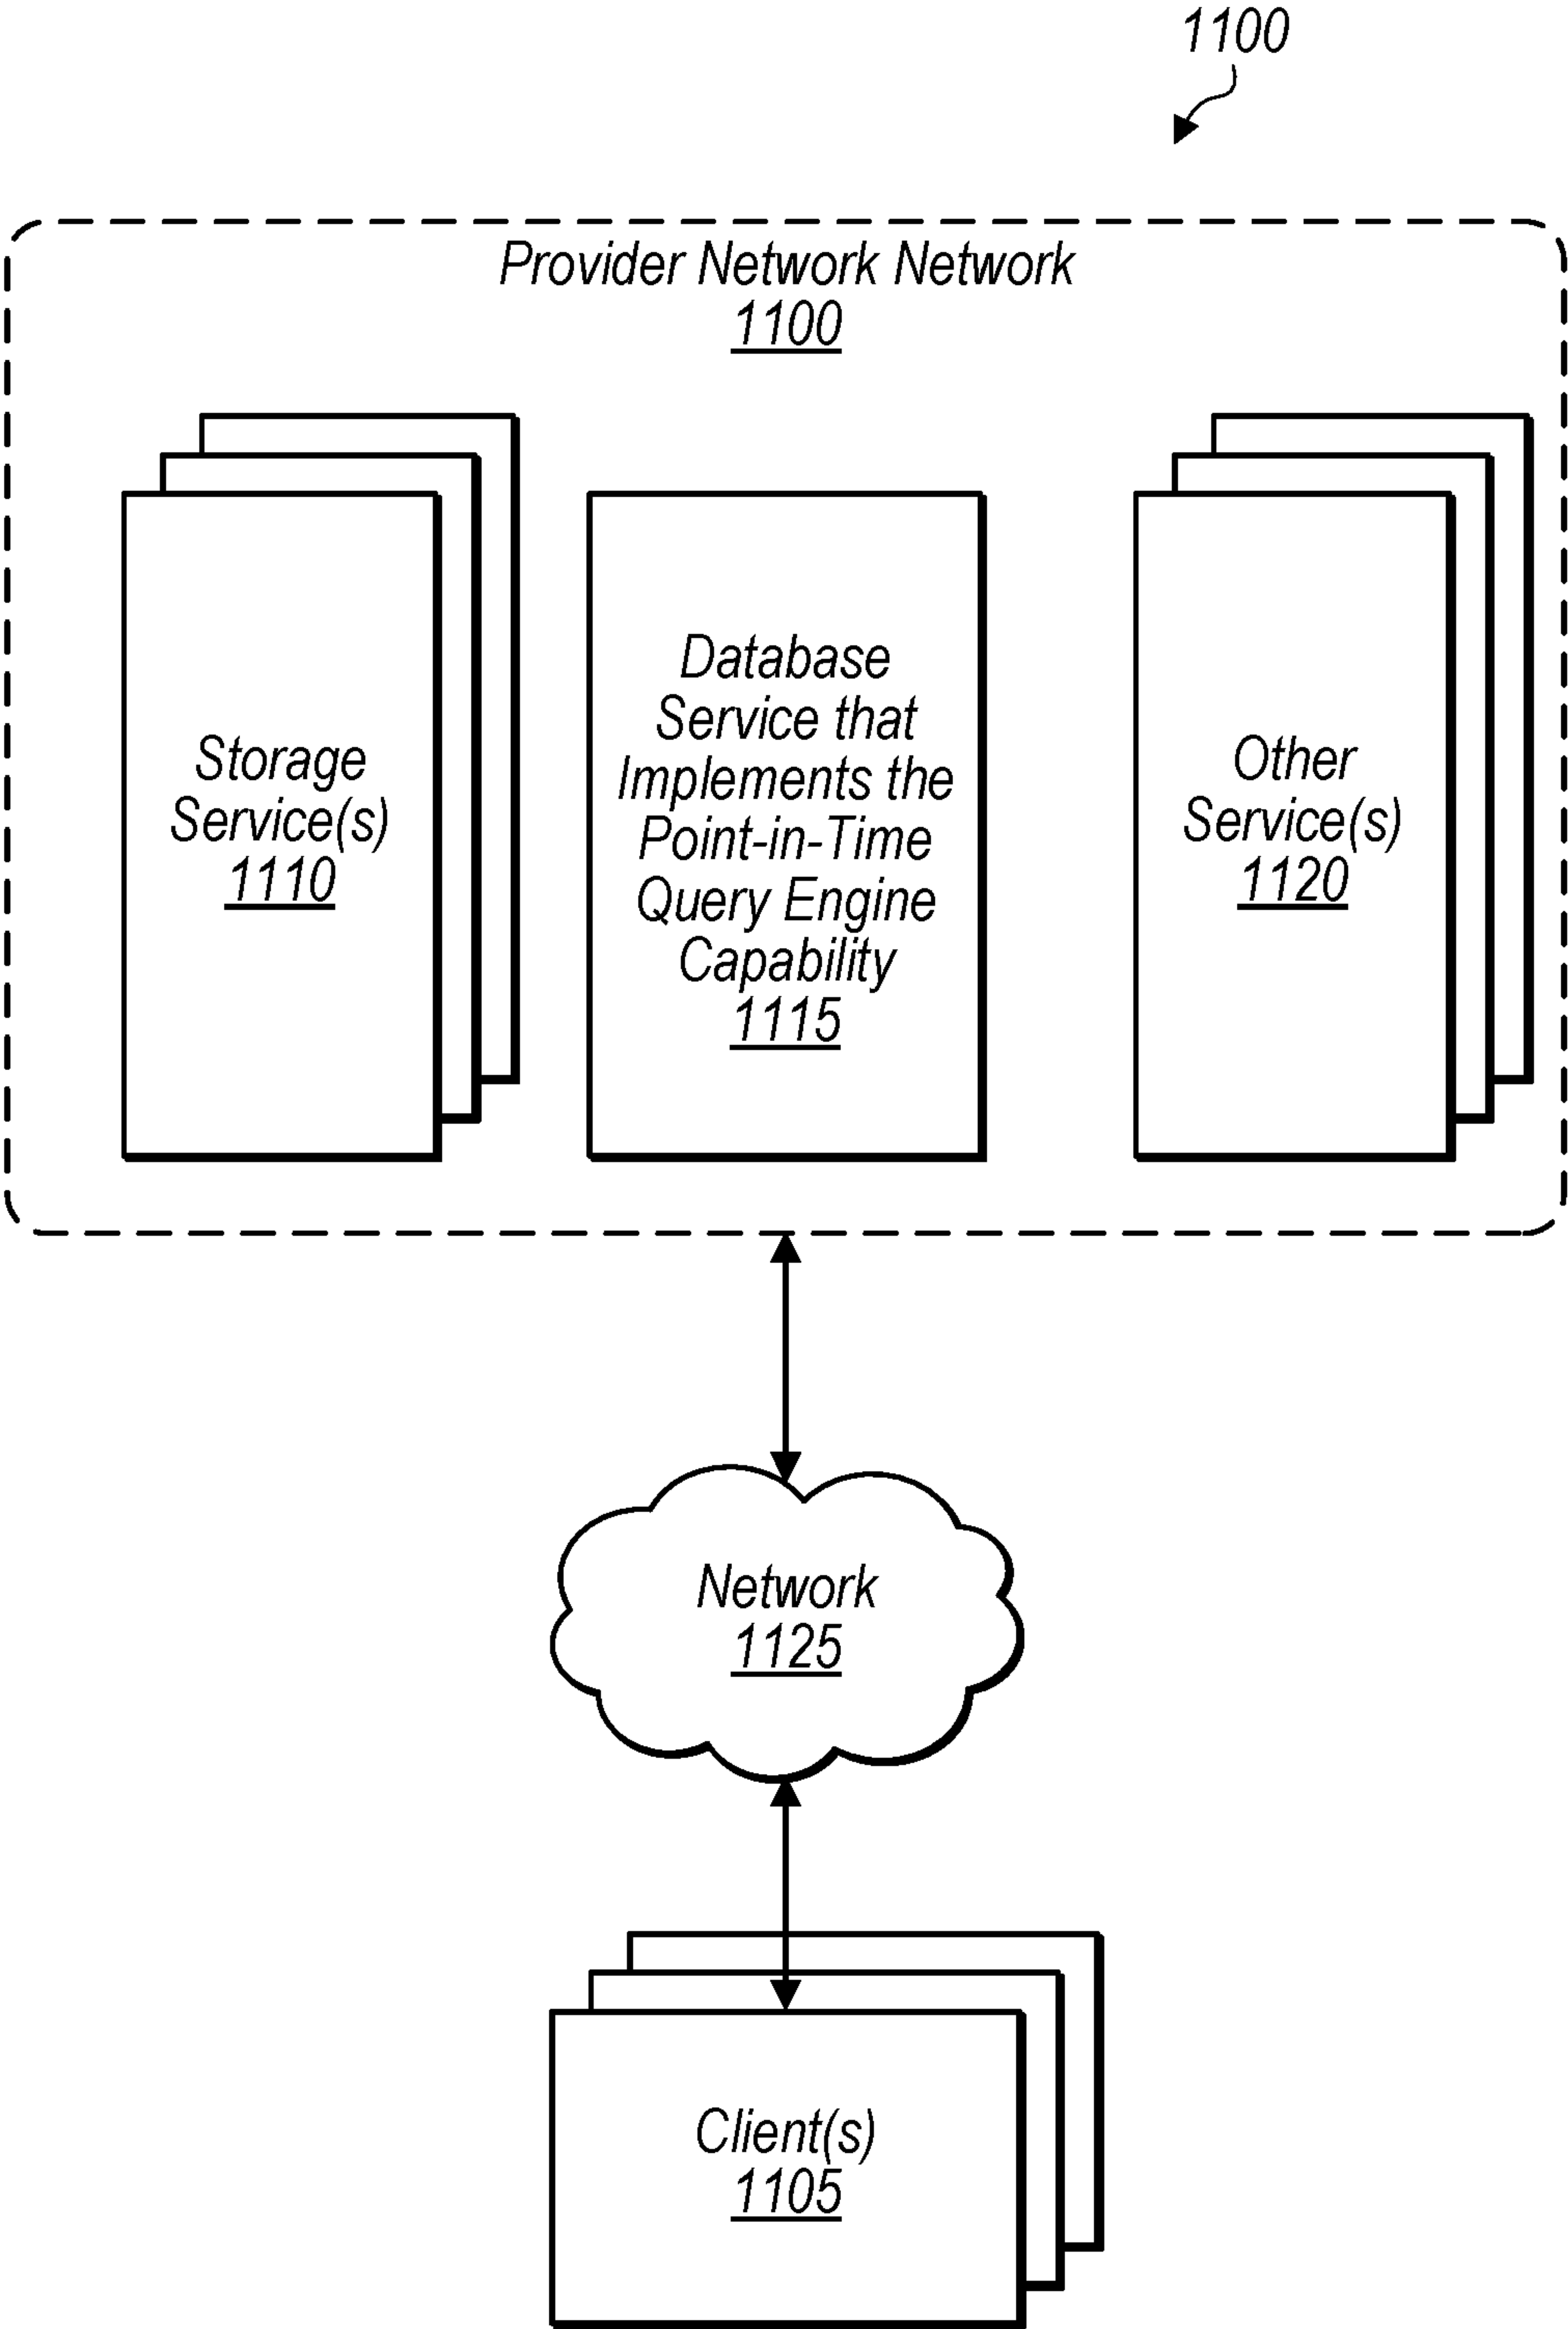 1100
Provider Network Network
1100
Storage
Service(s)
1110
Database
Service that
Implements the
Point-in-Time
Query Engine
Capability
1115
Other
Service(s)
1120
Network
1125
Client(s)
1105